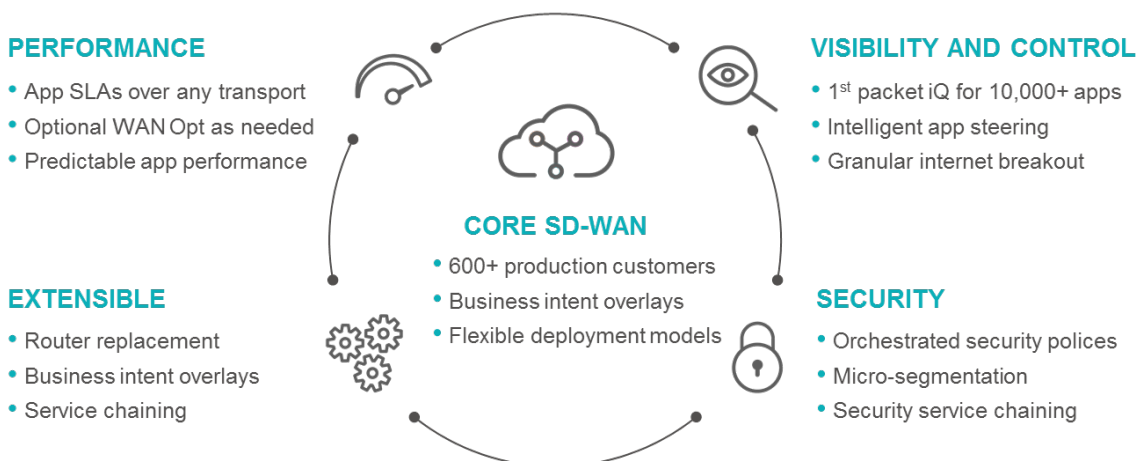 PERFORMANCE
• App SLAs over any transport
• Optional WAN Opt as needed
• Predictable app performance
VISIBILITY AND CONTROL
• 1st packet iQ for 10,000+ apps
• Intelligent app steering
• Granular internet breakout
CORE SD-WAN
• 600+ production customers
• Business intent overlays
• Flexible deployment models
EXTENSIBLE
• Router replacement
• Business intent overlays
• Service chaining
SECURITY
• Orchestrated security polices
• Micro-segmentation
• Security service chaining